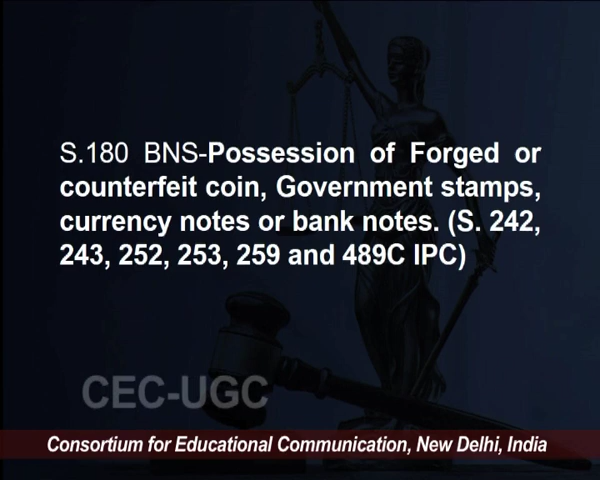 S.180 BNS-Possession of Forged or
counterfeit coin, Government stamps,
currency notes or bank notes. (S. 242,
243, 252, 253, 259 and 489C IPC)
CEC-UGC
Consortium for Educational Communication, New Delhi, India